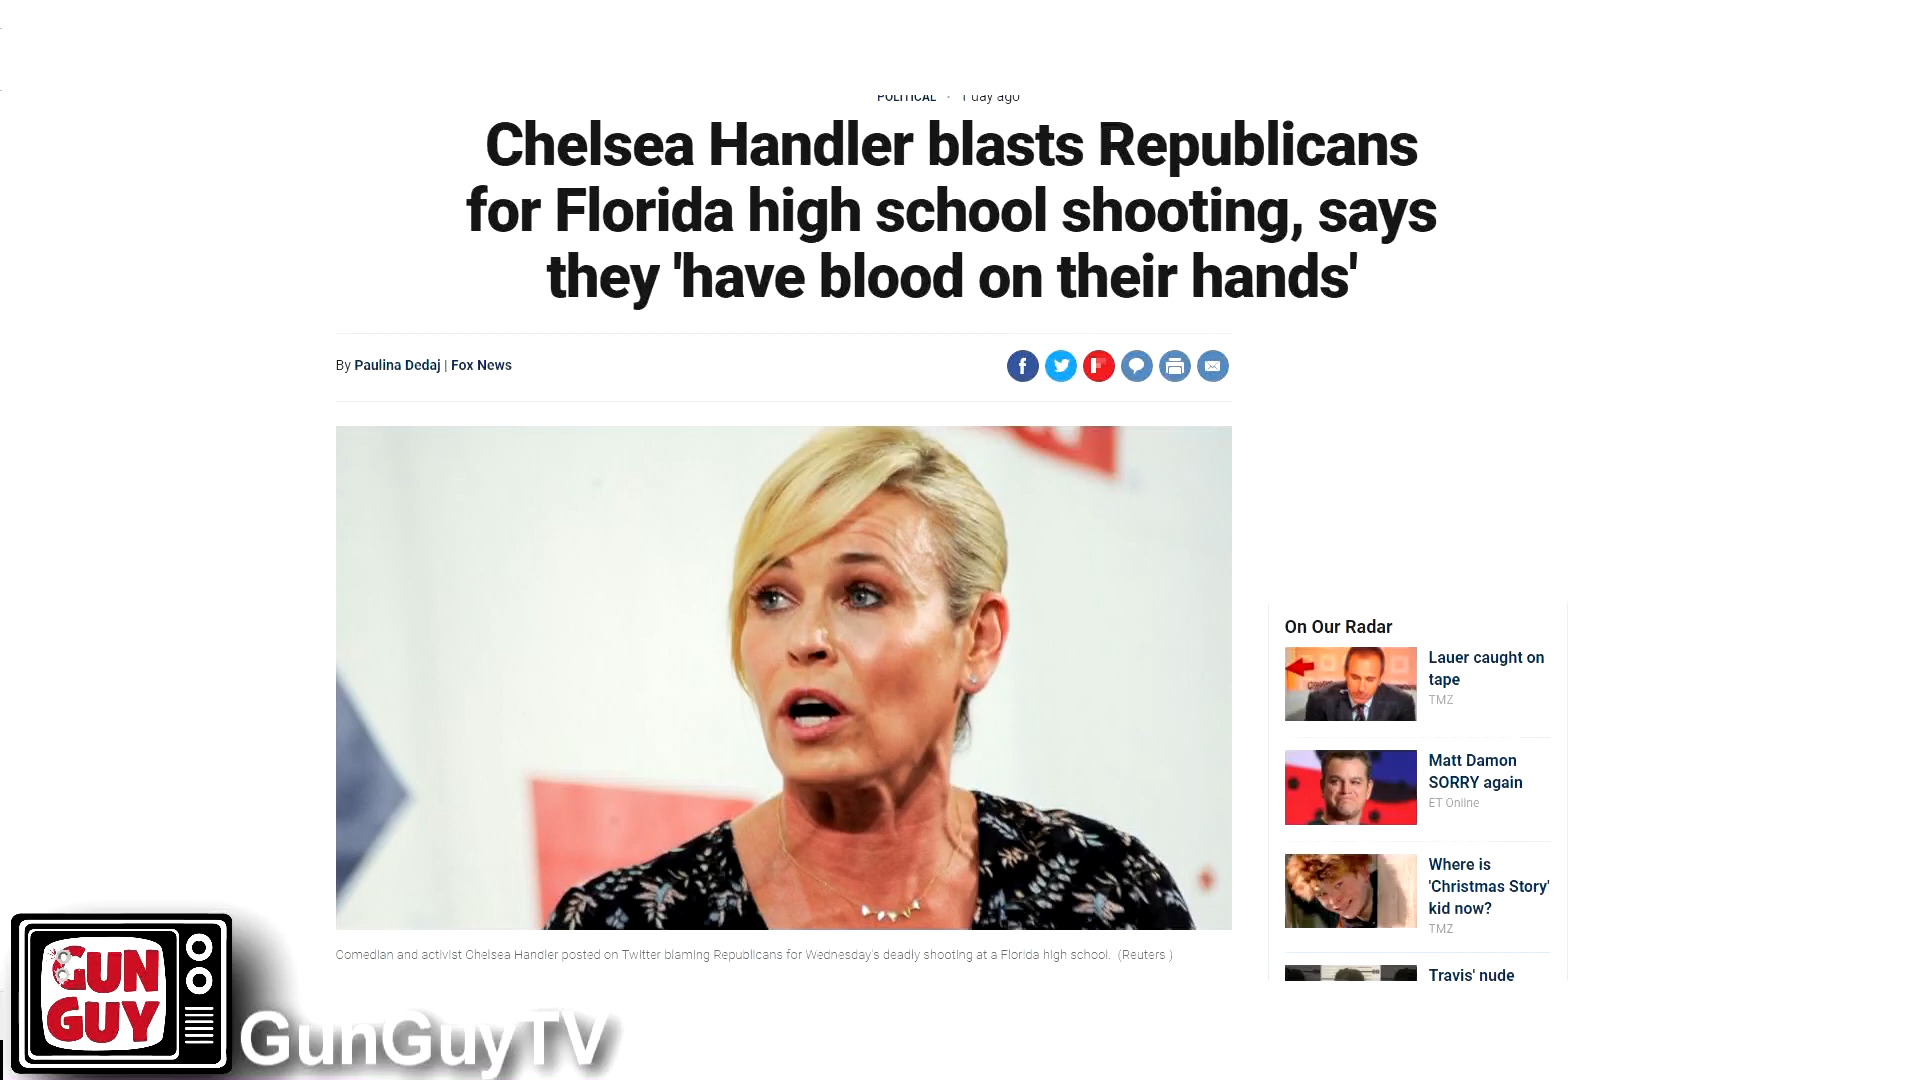 POLITICAL · 1 day ago
Chelsea Handler blasts Republicans
for Florida high school shooting, says
they 'have blood on their hands'
By Paulina Dedaj | Fox News
Comedian and activist Chelsea Handler posted on Twitter blaming Republicans for Wednesday's deadly shooting at a Florida high school. (Reuters )
On Our Radar
Lauer caught on
tape
TMZ
Matt Damon
SORRY again
ET Online
Where is
'Christmas Story'
kid now?
TMZ
Travis' nude
GUN
GUY
GunGuyTV